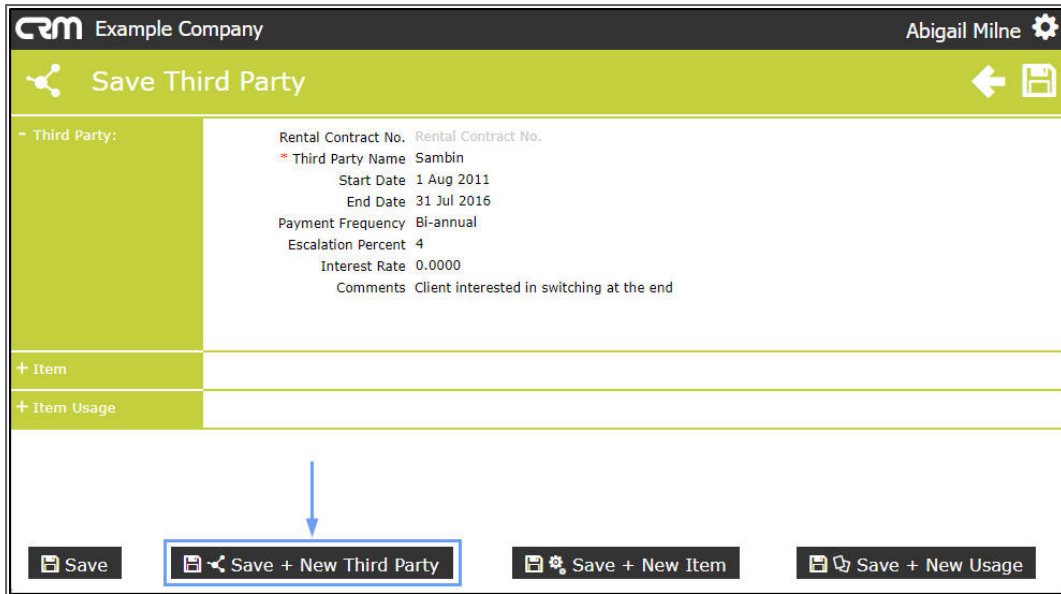 CRM Example Company
Abigail Milne
Save Third Party
- Third Party:
Rental Contract No. Rental Contract No.
* Third Party Name Sambin
Start Date 1 Aug 2011
End Date 31 Jul 2016
Payment Frequency Bi-annual
Escalation Percent 4
Interest Rate 0.0000
Comments Client interested in switching at the end
+ Item
+ Item Usage
Save
Save + New Third Party
Save + New Item
Save + New Usage